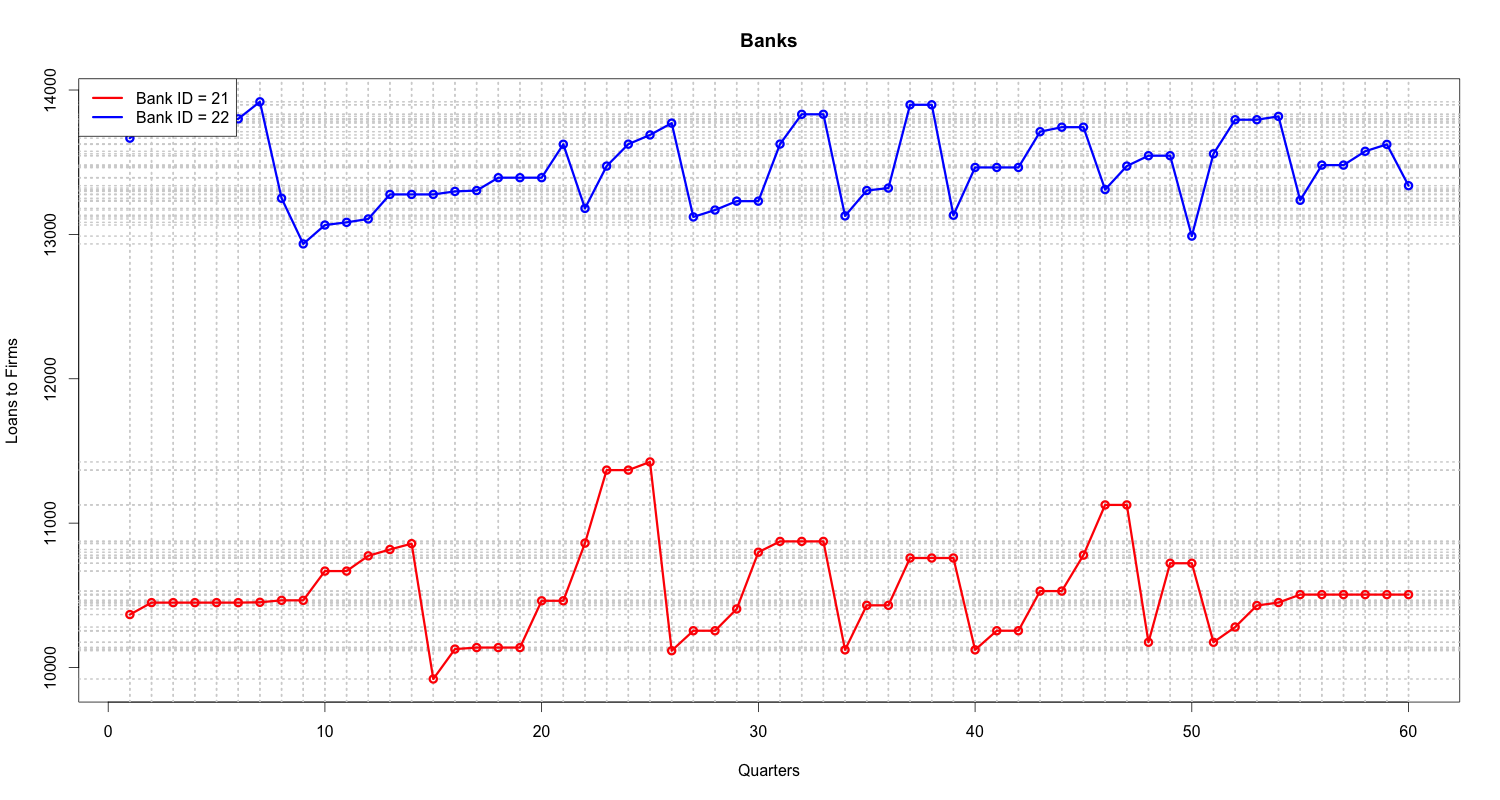 Banks
Bank ID = 21
Bank ID = 22
Loans to Firms
14000
13000
12000
11000
10000
0 10 20 30 40 50 60
Quarters